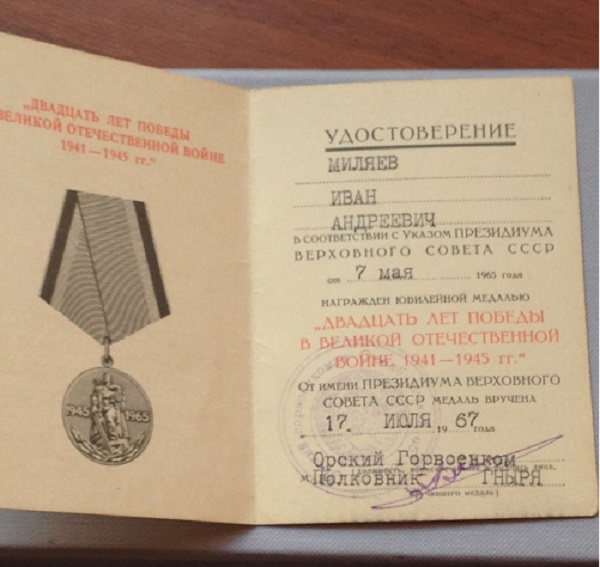 „ДВАДЦАТЬ ЛЕТ ПОБЕДЫ
ВЕЛИКОЙ ОТЕЧЕСТВЕННОЙ ВОЙНЕ
1941—1945 гг.“
1945 1965
УДОСТОВЕРЕНИЕ
МИЛЯЕВ
ИВАН
АНДРЕЕВИЧ
В СООТВЕТСТВИИ С УКАЗОМ ПРЕЗИДИУМА
ВЕРХОВНОГО СОВЕТА СССР
от 7 мая 1965 года
НАГРАЖДЕН ЮБИЛЕЙНОЙ МЕДАЛЬЮ
„ДВАДЦАТЬ ЛЕТ ПОБЕДЫ
В ВЕЛИКОЙ ОТЕЧЕСТВЕННОЙ
ВОЙНЕ 1941—1945 гг.“
ОТ ИМЕНИ ПРЕЗИДИУМА ВЕРХОВНОГО
СОВЕТА СССР МЕДАЛЬ ВРУЧЕНА
17. ИЮЛЯ 1967 года
Орский Горвоенком
Полковник ГНЫРЯ